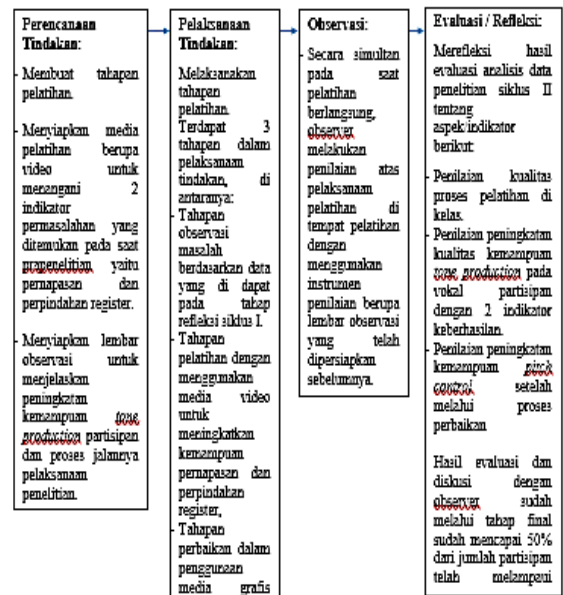 Perencanaan
Tindakan:
- Membuat tahapan
pelatihan.
- Menyiapkan media
pelatihan berupa
video untuk
menangani 2
indikator
permasalahan yang
ditemukan pada saat
prapenelitian yaitu
pernapasan dan
perpindahan register.
- Menyiapkan lembar
observasi untuk
menjelaskan
peningkatan
kemampuan tone
production partisipan
dan proses jalannya
pelaksanaan
penelitian.
Pelaksanaan
Tindakan:
Melaksanakan
tahapan
pelatihan.
Terdapat 3
tahapan dalam
pelaksanaam
tindakan, di
antaranya:
- Tahapan
observasi
masalah
berdasarkan data
yang di dapat
pada tahap
refleksi siklus I.
- Tahapan
pelatihan dengan
menggunakan
media video
untuk
meningkatkan
kemampuan
pernapasan dan
perpindahan
register,
- Tahapan
perbaikan dalam
penggunaan
media grafis
Observasi:
- Secara simultan
pada saat
pelatihan
berlangsung,
observer
melakukan
penilaian atas
pelaksanaan
pelatihan di
tempat pelatihan
dengan
menggunakan
instrumen
penilaian berupa
lembar observasi
yang telah
dipersiapkan
sebelumnya.
Evaluasi / Refleksi:
Merefleksi hasil
evaluasi analisis data
penelitian siklus II
tentang
aspek/indikator
berikut:
- Penilaian kualitas
proses pelatihan di
kelas.
- Penilaian peningkatan
kualitas kemampuan
tone production pada
vokal partisipan
dengan 2 indikator
keberhasilan.
- Penilaian peningkatan
kemampuan pitch
control setelah
melalui proses
perbaikan
Hasil evaluasi dan
diskusi dengan
observer sudah
melalui tahap final
sudah mencapai 50%
dari jumlah partisipan
telah melampaui